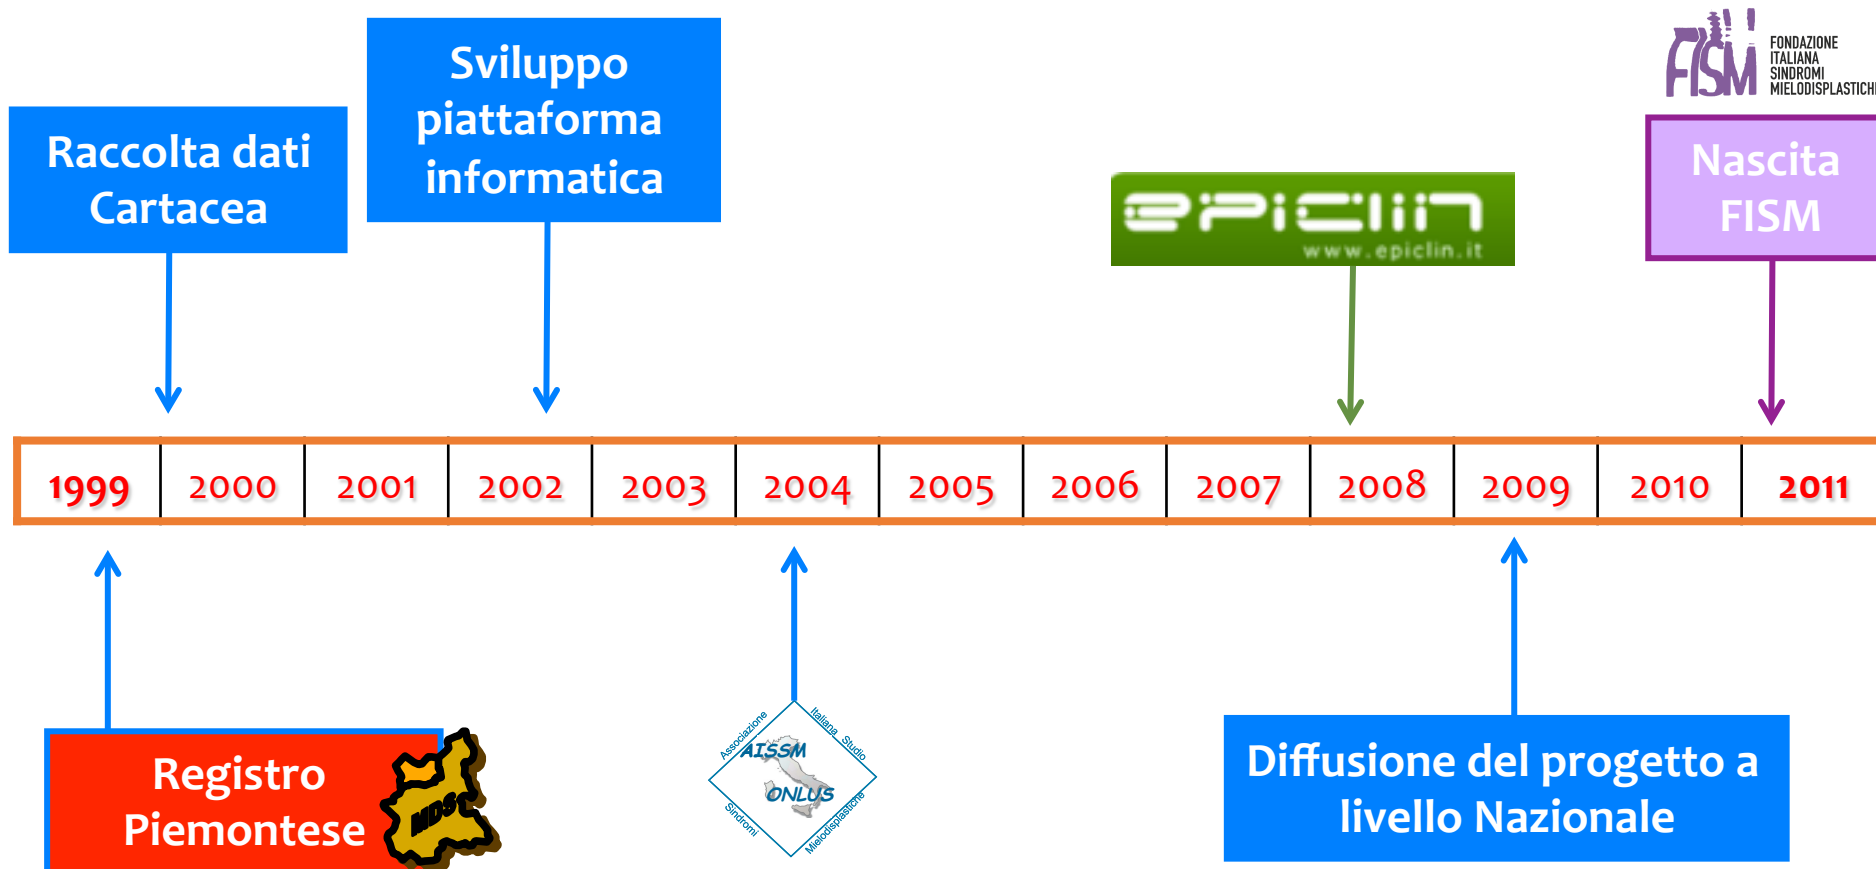 Sviluppo
piattaforma
informatica
Raccolta dati
Cartacea
FISM
FONDAZIONE
ITALIANA
SINDROMI
MIELODISPLASTICHE
Nascita
FISM
ePiCliN
www.epiclin.it
1999 2000 2001 2002 2003 2004 2005 2006 2007 2008 2009 2010 2011
Registro
Piemontese
MDS
Associazione Italiana Studio
AISSM
ONLUS
Sindromi Mielodisplastiche
Diffusione del progetto a
livello Nazionale